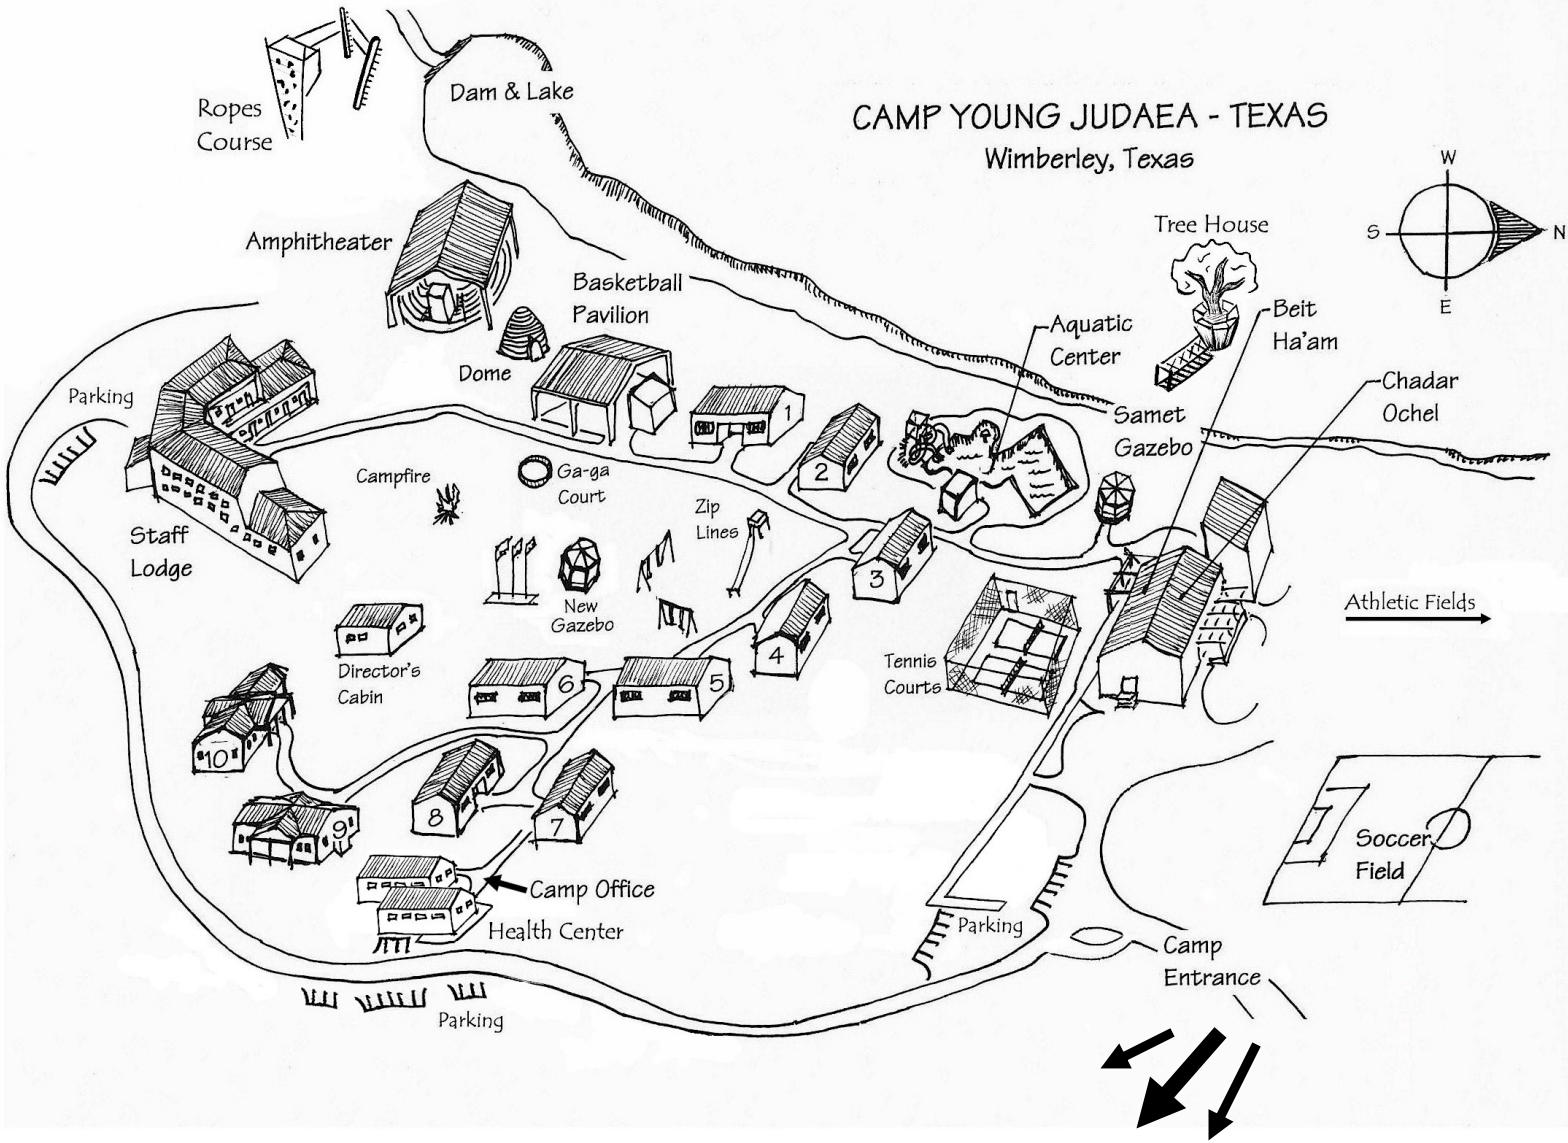 CAMP YOUNG JUDAEA - TEXAS
Wimberley, Texas
Dam & Lake
Ropes
Course
W
S
N
E
Tree House
Amphitheater
Basketball
Pavilion
Beit
Ha'am
Aquatic
Center
Dome
Chadar
Ochel
Parking
Samet
Gazebo
1
2
Campfire
Ga-ga
Court
Zip
Lines
Staff
Lodge
3
New
Gazebo
Athletic Fields
4
Director's
Cabin
Tennis
Courts
6
5
10
9
8
7
Soccer
Field
Camp Office
Health Center
Parking
Camp
Entrance
Parking